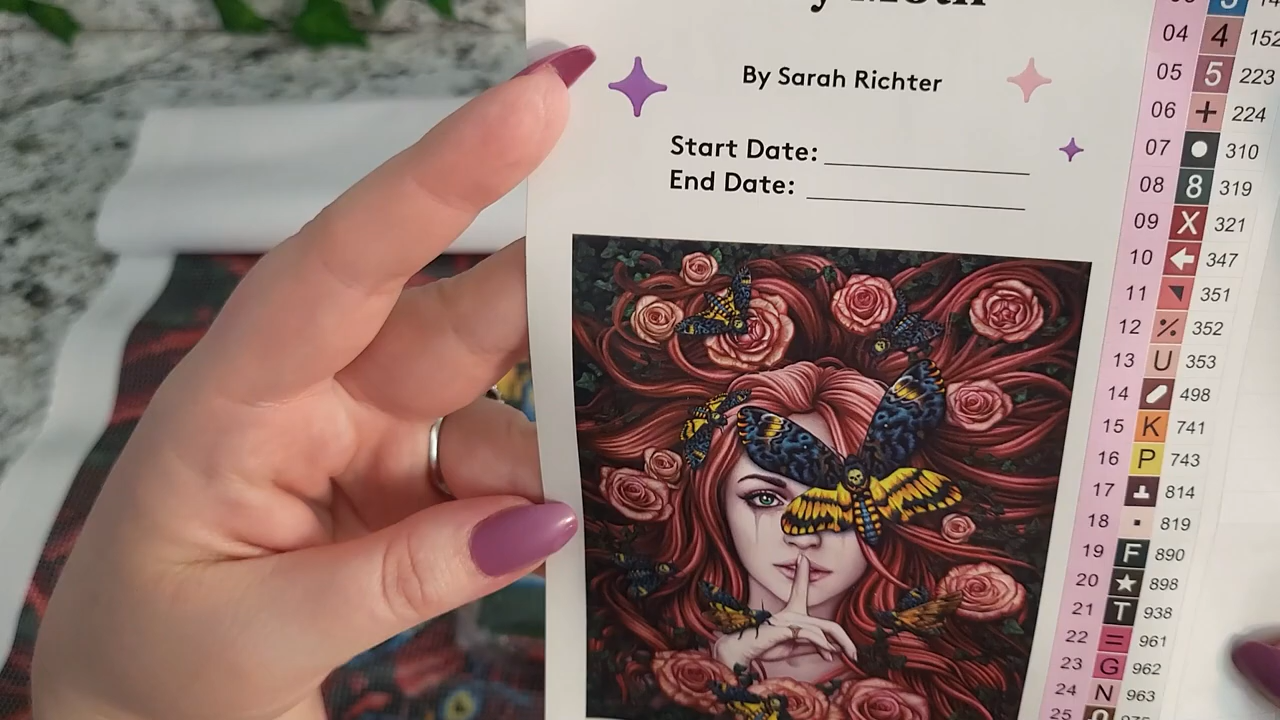 Moth
By Sarah Richter
Start Date:
End Date:
04 4 152
05 5 223
06 + 224
07 310
08 8 319
09 X 321
10 347
11 351
12 % 352
13 U 353
14 498
15 K 741
16 P 743
17 814
18 819
19 F 890
20 ★ 898
21 T 938
22 = 961
23 G 962
24 N 963
25